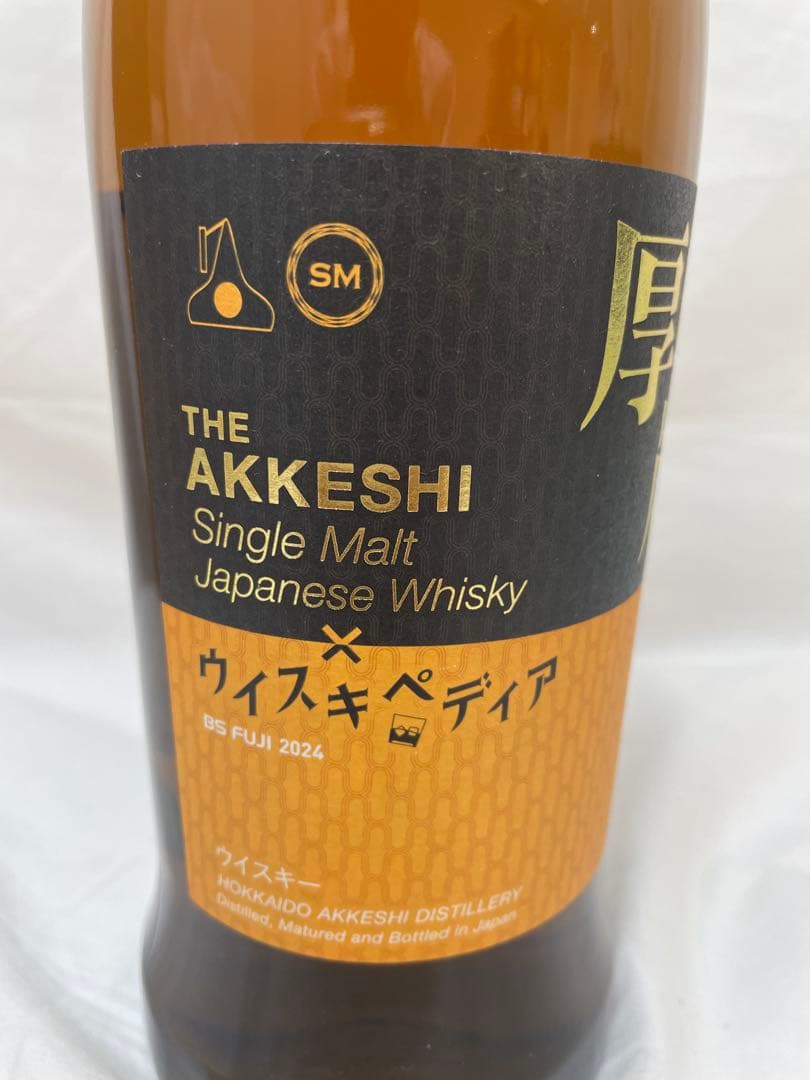 SM
厚
THE
AKKESHI
Single Malt
Japanese Whisky
×
ウイスキペディア
BS FUJI 2024
ウイスキー
HOKKAIDO AKKESHI DISTILLERY
Distilled, Matured and Bottled in Japan